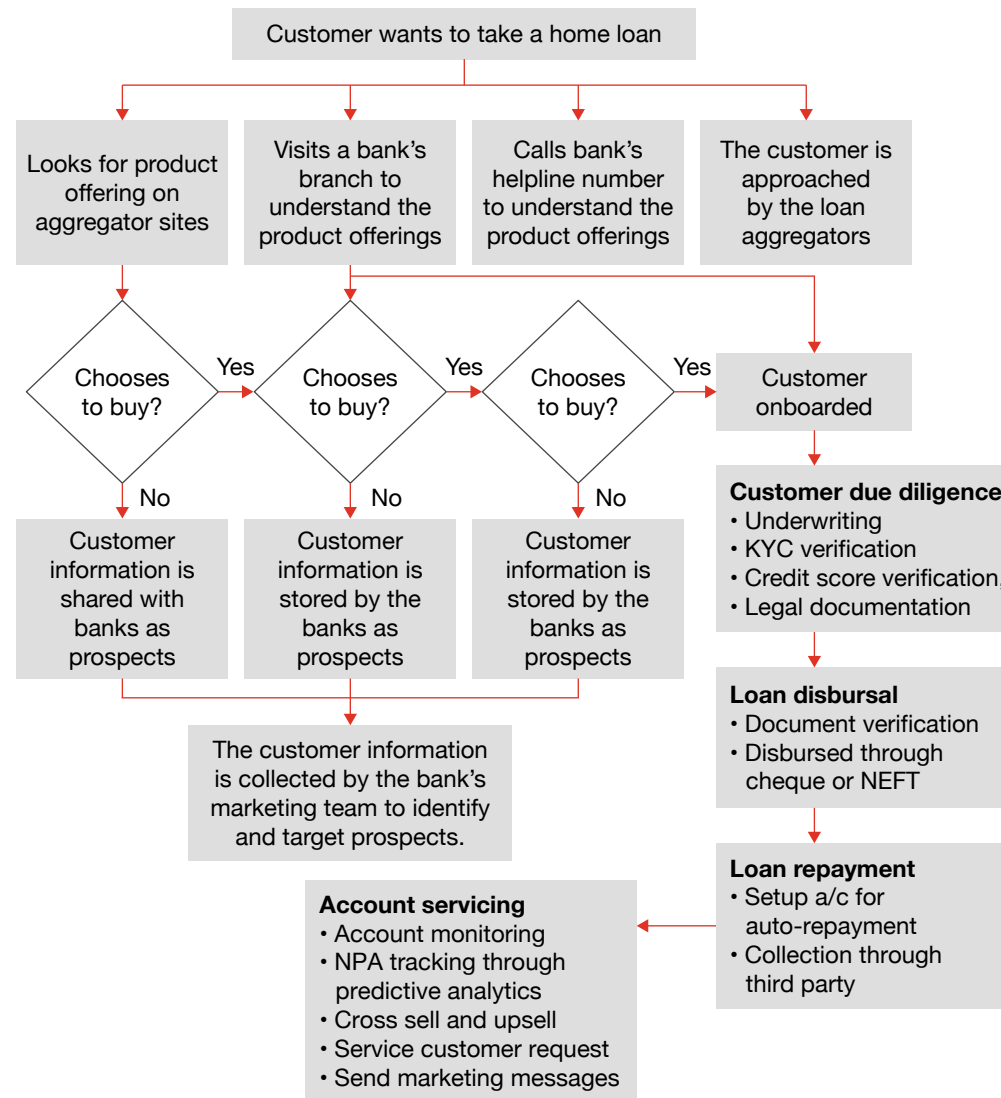 Customer wants to take a home loan
Looks for product
offering on
aggregator sites
Visits a bank’s
branch to
understand the
product offerings
Calls bank’s
helpline number
to understand the
product offerings
The customer is
approached
by the loan
aggregators
Chooses
to buy?
Yes
Chooses
to buy?
Yes
Chooses
to buy?
Yes
Customer
onboarded
No
No
No
Customer
information is
shared with
banks as
prospects
Customer
information is
stored by the
banks as
prospects
Customer
information is
stored by the
banks as
prospects
Customer due diligence
• Underwriting
• KYC verification
• Credit score verification,
• Legal documentation
The customer information
is collected by the bank’s
marketing team to identify
and target prospects.
Loan disbursal
• Document verification
• Disbursed through
cheque or NEFT
Loan repayment
• Setup a/c for
auto-repayment
• Collection through
third party
Account servicing
• Account monitoring
• NPA tracking through
predictive analytics
• Cross sell and upsell
• Service customer request
• Send marketing messages